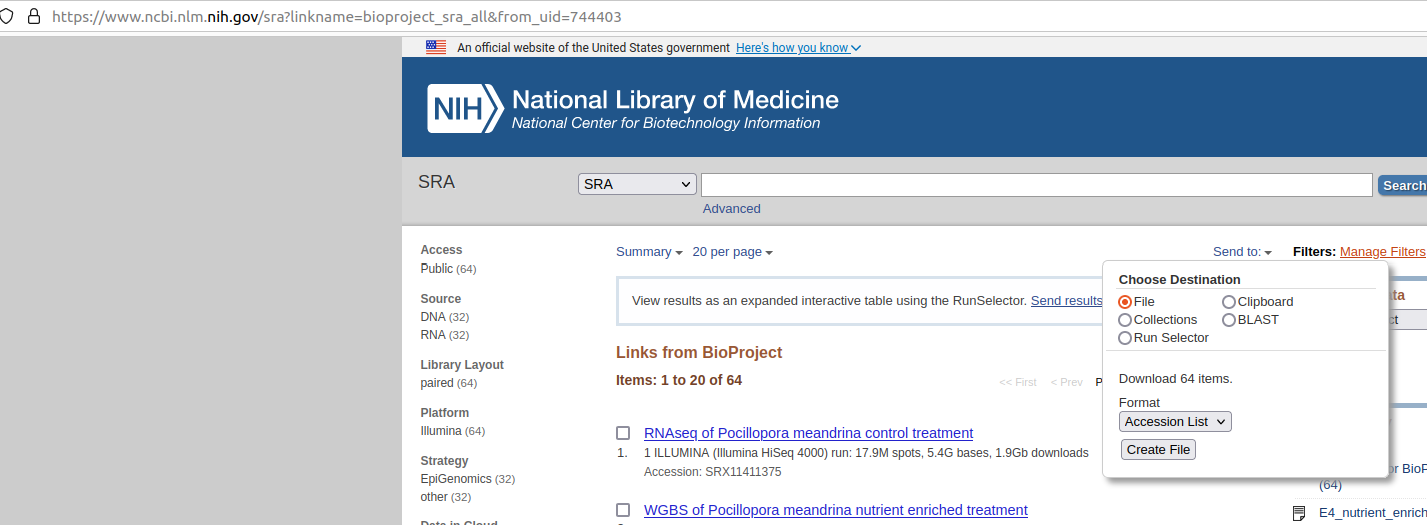 https://www.ncbi.nlm.nih.gov/sra?linkname=bioproject_sra_all&from_uid=744403
An official website of the United States government Here's how you know
NIH National Library of Medicine
National Center for Biotechnology Information
SRA
SRA
Search
Advanced
Access
Public (64)
Source
DNA (32)
RNA (32)
Library Layout
paired (64)
Platform
Illumina (64)
Strategy
EpiGenomics (32)
other (32)
Data in Cloud
Summary 20 per page Send to:
View results as an expanded interactive table using the RunSelector. Send results
Links from BioProject
Items: 1 to 20 of 64
<< First < Prev P
RNAseq of Pocillopora meandrina control treatment
1. 1 ILLUMINA (Illumina HiSeq 4000) run: 17.9M spots, 5.4G bases, 1.9Gb downloads
Accession: SRX11411375
WGBS of Pocillopora meandrina nutrient enriched treatment
Choose Destination
File Clipboard
Collections BLAST
Run Selector
Download 64 items.
Format
Accession List
Create File
Filters: Manage Filters
ta
ct
or BioP
(64)
E4_nutrient_enrich